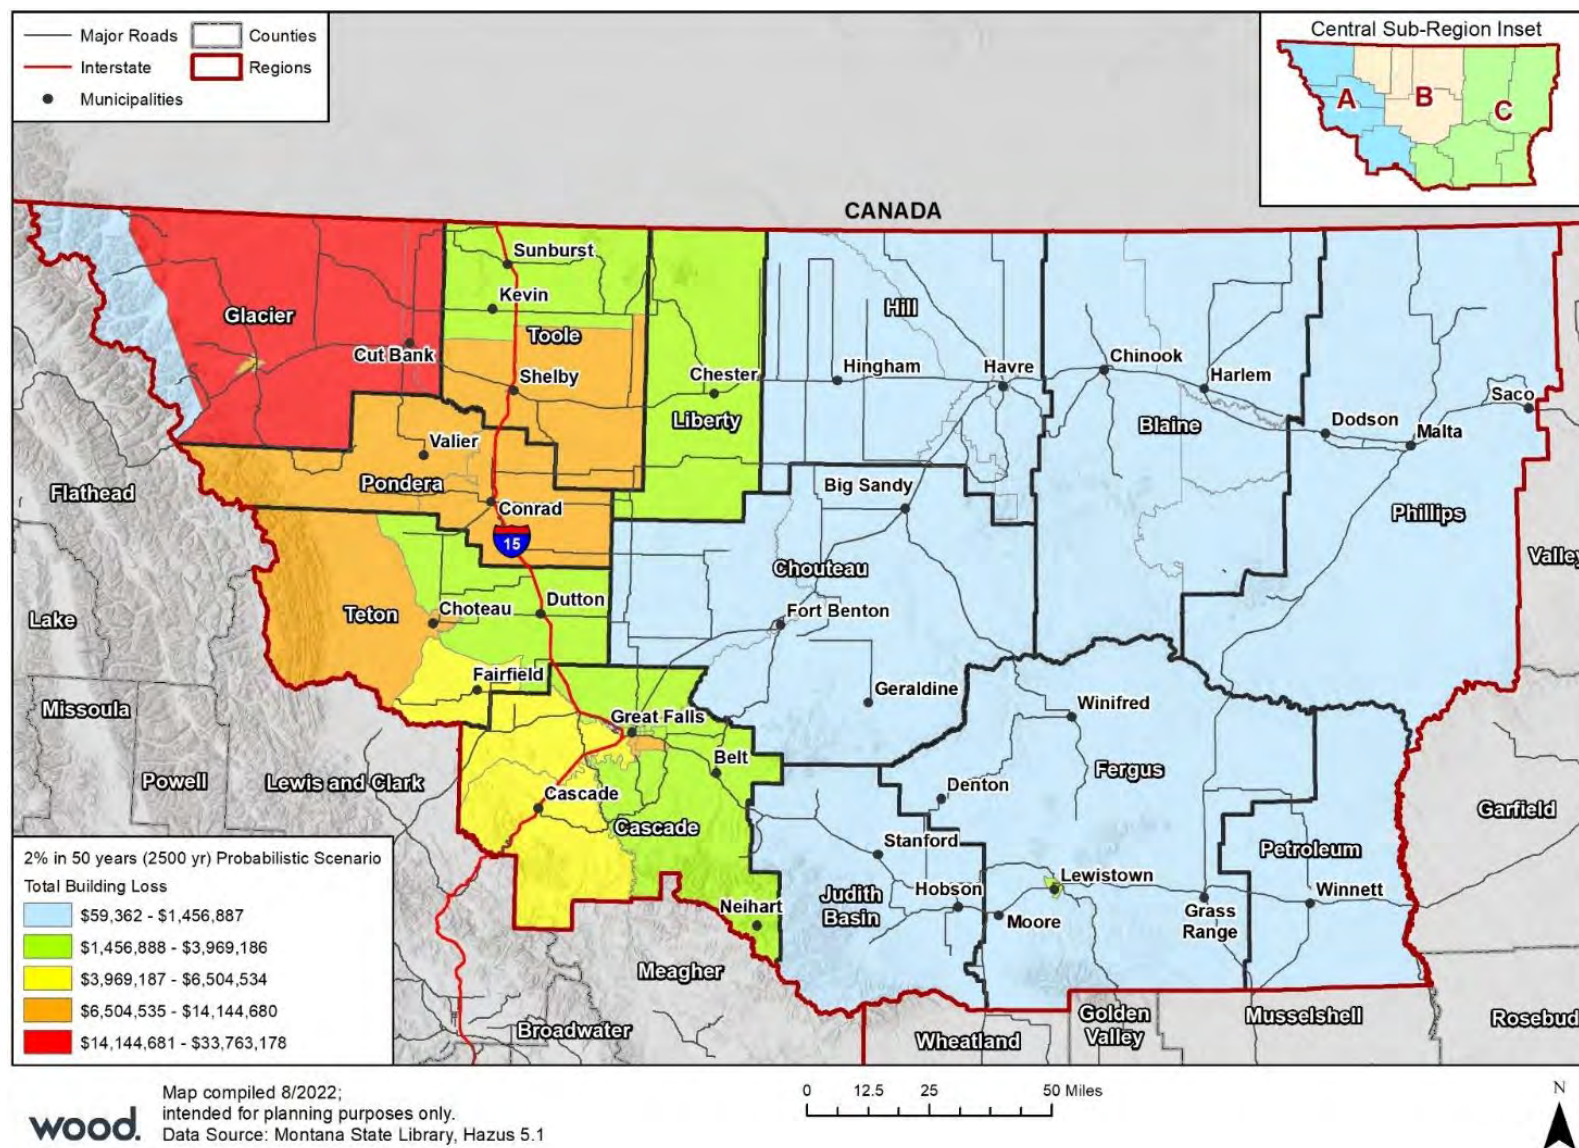 Major Roads
Counties
Interstate
Regions
Municipalities
Central Sub-Region Inset
A
B
C
CANADA
Sunburst
Kevin
Toole
Glacier
Cut Bank
Shelby
Hill
Hingham
Havre
Chester
Liberty
Chinook
Harlem
Blaine
Saco
Dodson
Malta
Phillips
Valier
Pondera
Conrad
15
Flathead
Big Sandy
Chouteau
Fort Benton
Geraldine
Valley
Lake
Teton
Choteau
Dutton
Fairfield
Missoula
Powell
Lewis and Clark
Great Falls
Belt
Cascade
Cascade
Neihart
Winifred
Fergus
Denton
Garfield
Stanford
Judith
Basin
Hobson
Moore
Lewistown
Grass
Range
Petroleum
Winnett
Meagher
Broadwater
Wheatland
Golden
Valley
Musselshell
Rosebud
2% in 50 years (2500 yr) Probabilistic Scenario
Total Building Loss
$59,362 - $1,456,887
$1,456,888 - $3,969,186
$3,969,187 - $6,504,534
$6,504,535 - $14,144,680
$14,144,681 - $33,763,178
wood.
Map compiled 8/2022;
intended for planning purposes only.
Data Source: Montana State Library, Hazus 5.1
0 12.5 25 50 Miles
N